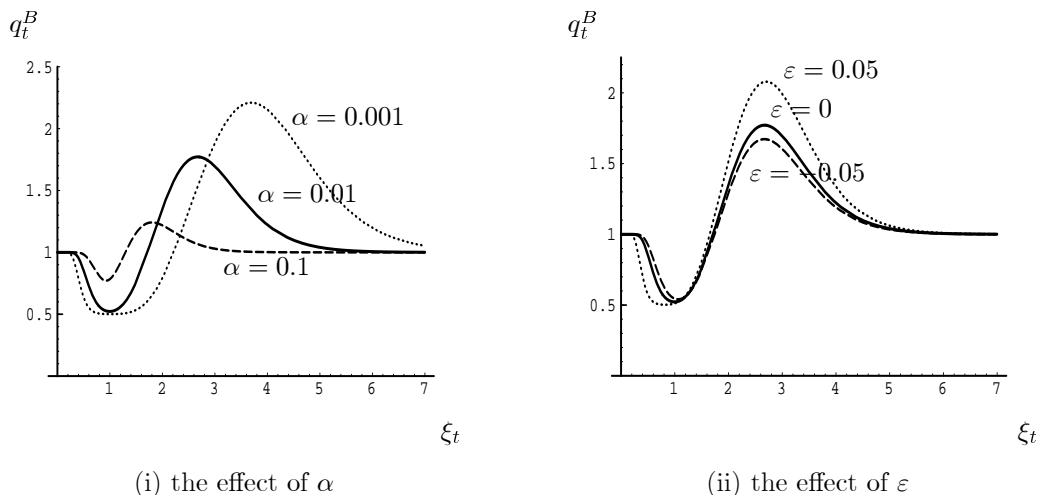 q_t^B
2.5
2
1.5
1
0.5
1 2 3 4 5 6 7
α = 0.001
α = 0.01
α = 0.1
ξ_t
(i) the effect of α
q_t^B
2
1.5
1
0.5
1 2 3 4 5 6 7
ε = 0.05
ε = 0
ε = −0.05
ξ_t
(ii) the effect of ε